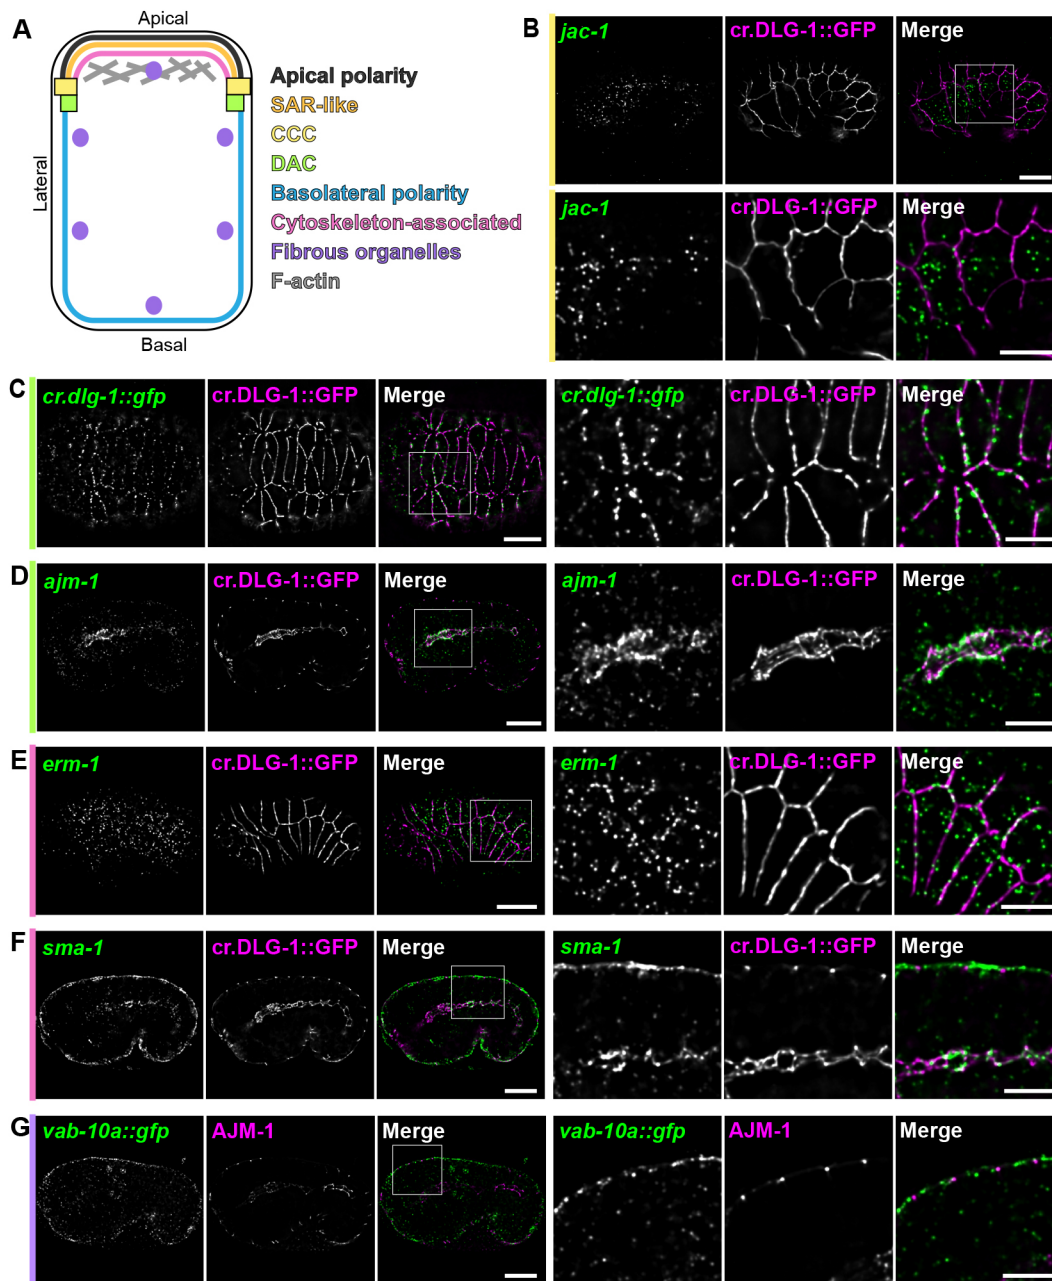 A
Apical
Lateral
Basal
Apical polarity
SAR-like
CCC
DAC
Basolateral polarity
Cytoskeleton-associated
Fibrous organelles
F-actin
B
jac-1 cr.DLG-1::GFP Merge
jac-1 cr.DLG-1::GFP Merge
C
cr.dlg-1::gfp cr.DLG-1::GFP Merge cr.dlg-1::gfp cr.DLG-1::GFP Merge
D
ajm-1 cr.DLG-1::GFP Merge ajm-1 cr.DLG-1::GFP Merge
E
erm-1 cr.DLG-1::GFP Merge erm-1 cr.DLG-1::GFP Merge
F
sma-1 cr.DLG-1::GFP Merge sma-1 cr.DLG-1::GFP Merge
G
vab-10a::gfp AJM-1 Merge vab-10a::gfp AJM-1 Merge